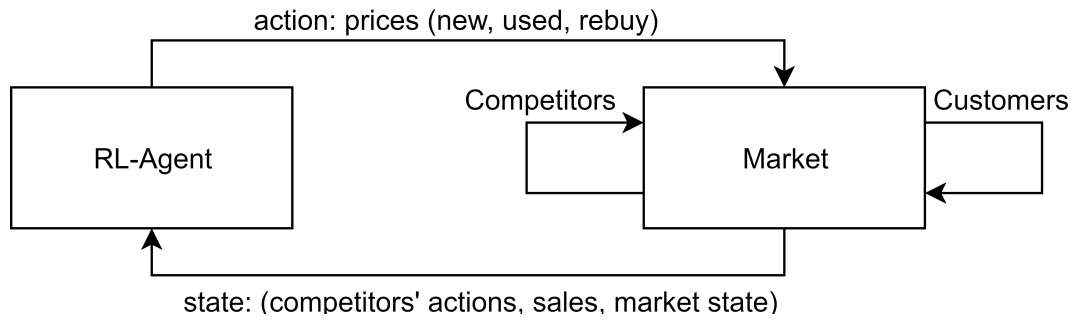 action: prices (new, used, rebuy)
Competitors
Customers
RL-Agent
Market
state: (competitors' actions, sales, market state)